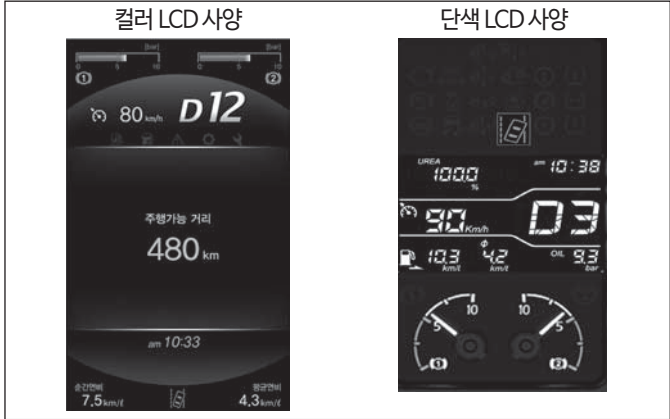 컬러 LCD 사양
[bar]
[bar]
0 5 10
0 5 10
(1)
(2)
80 km/h
D12
주행가능 거리
480 km
am 10:33
순간연비
7.5 km/ℓ
평균연비
4.3 km/ℓ
단색 LCD 사양
UREA
100.0
%
am 10:38
90 Km/h
D3
10.3
km/ℓ
Φ
4.2
km/ℓ
OIL 9.3
bar
5
10
(1)
10
5
(2)